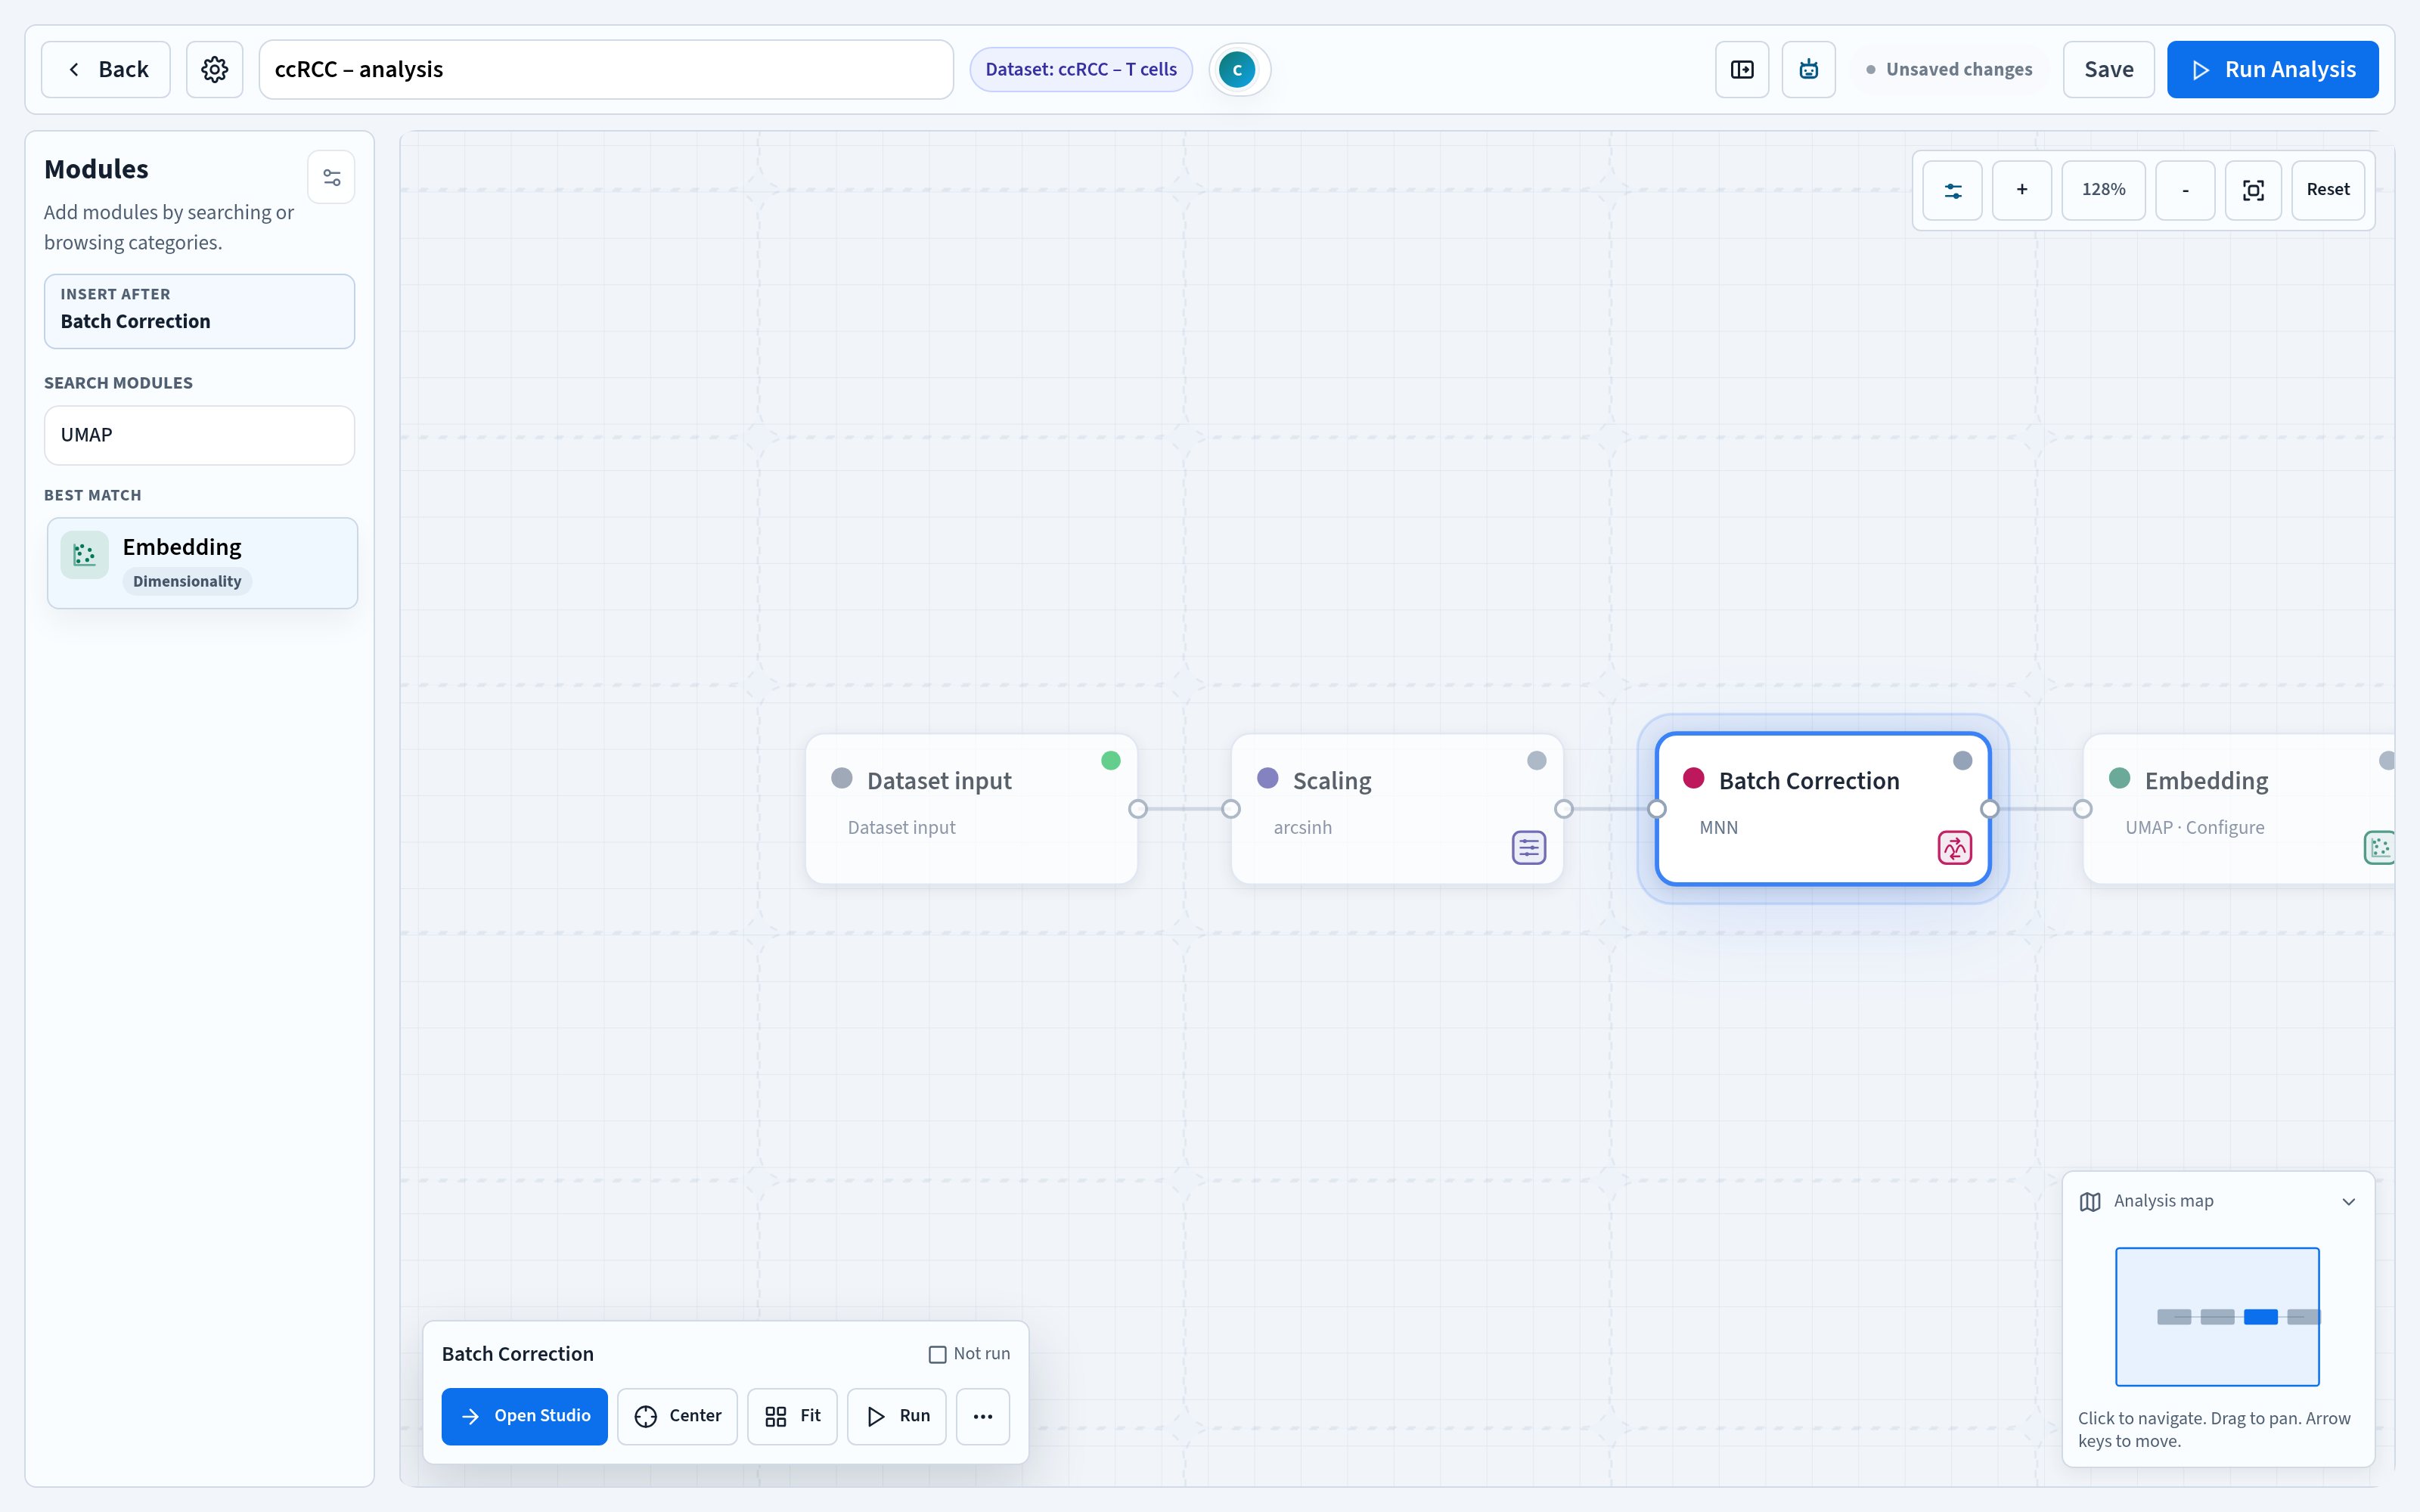 Back
ccRCC – analysis
Dataset: ccRCC – T cells
C
Unsaved changes
Save
Run Analysis
Modules
Add modules by searching or
browsing categories.
INSERT AFTER
Batch Correction
SEARCH MODULES
UMAP
BEST MATCH
Embedding
Dimensionality
+
128%
-
Reset
Dataset input
Dataset input
Scaling
arcsinh
Batch Correction
MNN
Embedding
UMAP · Configure
Batch Correction
Not run
Open Studio
Center
Fit
Run
Analysis map
Click to navigate. Drag to pan. Arrow
keys to move.